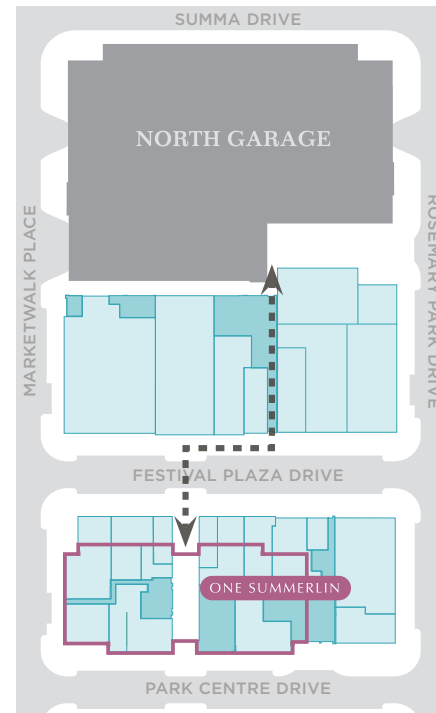 SUMMA DRIVE
NORTH GARAGE
MARKETWALK PLACE
ROSEMARY PARK DRIVE
FESTIVAL PLAZA DRIVE
ONE SUMMERLIN
PARK CENTRE DRIVE